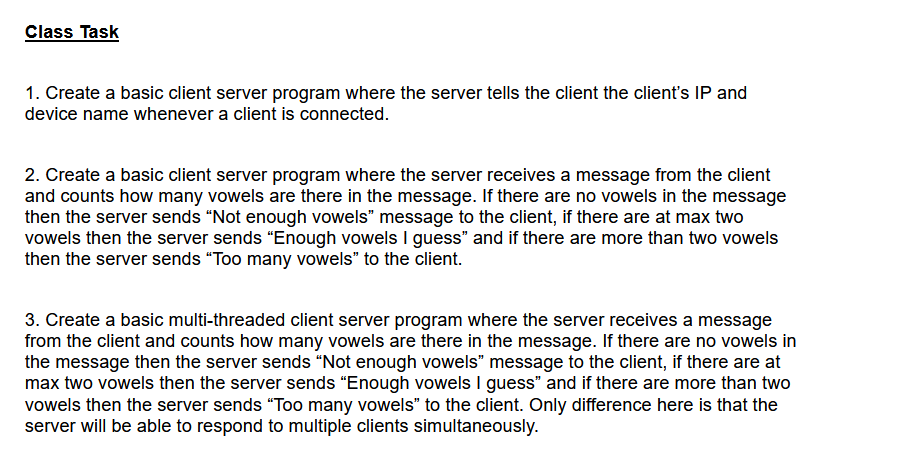 Class Task
1. Create a basic client server program where the server tells the client the client’s IP and
device name whenever a client is connected.
2. Create a basic client server program where the server receives a message from the client
and counts how many vowels are there in the message. If there are no vowels in the message
then the server sends “Not enough vowels” message to the client, if there are at max two
vowels then the server sends “Enough vowels I guess” and if there are more than two vowels
then the server sends “Too many vowels” to the client.
3. Create a basic multi-threaded client server program where the server receives a message
from the client and counts how many vowels are there in the message. If there are no vowels in
the message then the server sends “Not enough vowels” message to the client, if there are at
max two vowels then the server sends “Enough vowels I guess” and if there are more than two
vowels then the server sends “Too many vowels” to the client. Only difference here is that the
server will be able to respond to multiple clients simultaneously.